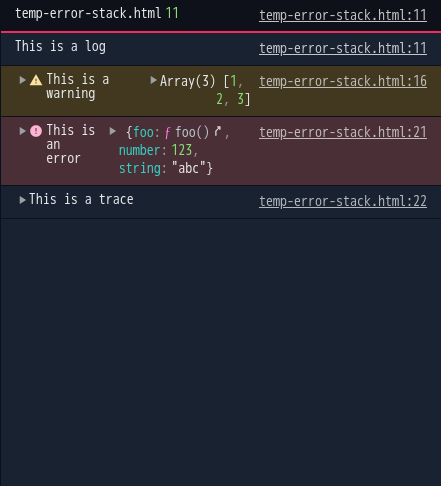 temp-error-stack.html 11 temp-error-stack.html:11
This is a log temp-error-stack.html:11
This is a warning Array(3) [1, 2, 3] temp-error-stack.html:16
This is an error {foo: ƒ foo(), number: 123, string: "abc"} temp-error-stack.html:21
This is a trace temp-error-stack.html:22